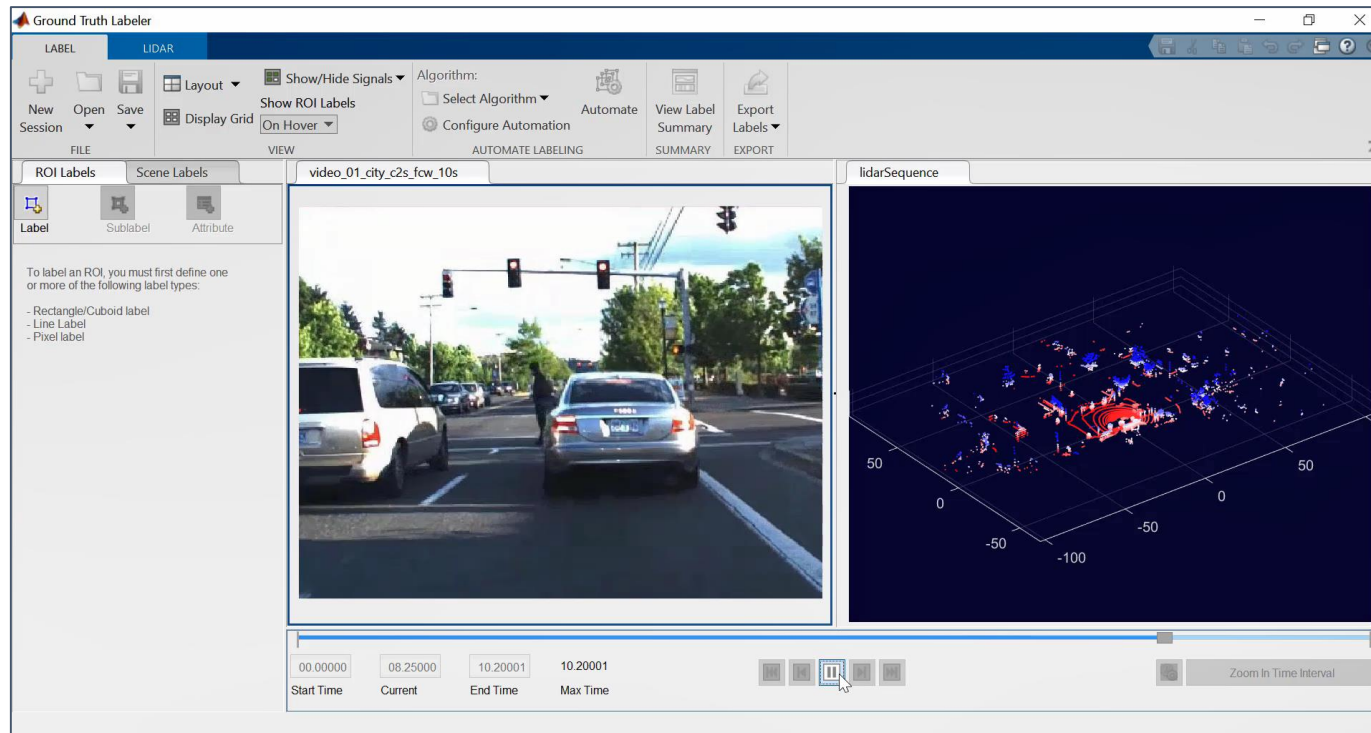 Ground Truth Labeler
LABEL
LIDAR
New Session
Open
Save
FILE
Layout
Display Grid
Show/Hide Signals
Show ROI Labels
On Hover
VIEW
Algorithm:
Select Algorithm
Configure Automation
Automate
AUTOMATE LABELING
View Label Summary
SUMMARY
Export Labels
EXPORT
ROI Labels
Scene Labels
Label
Sublabel
Attribute
To label an ROI, you must first define one
or more of the following label types:
- Rectangle/Cuboid label
- Line Label
- Pixel label
video_01_city_c2s_fcw_10s
lidarSequence
50
0
-50
-100
-50
0
50
00.00000
08.25000
10.20001
10.20001
Start Time
Current
End Time
Max Time
Zoom In Time Interval